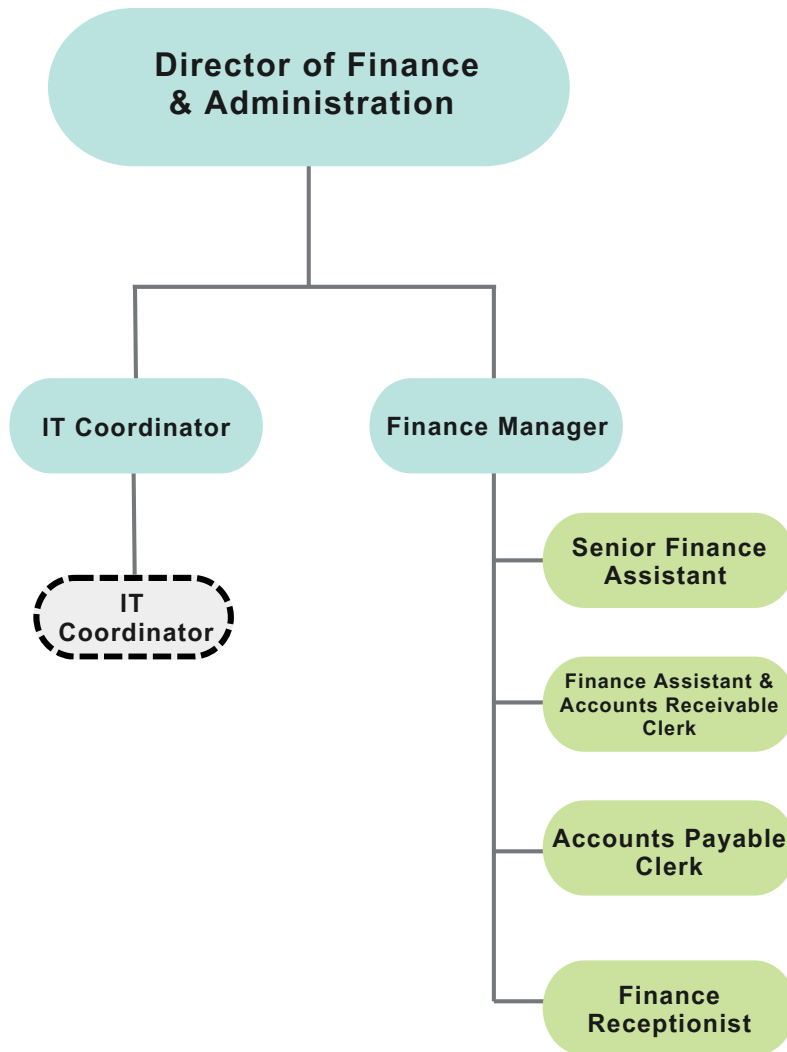 Director of Finance
& Administration
IT Coordinator
Finance Manager
IT
Coordinator
Senior Finance
Assistant
Finance Assistant &
Accounts Receivable
Clerk
Accounts Payable
Clerk
Finance
Receptionist